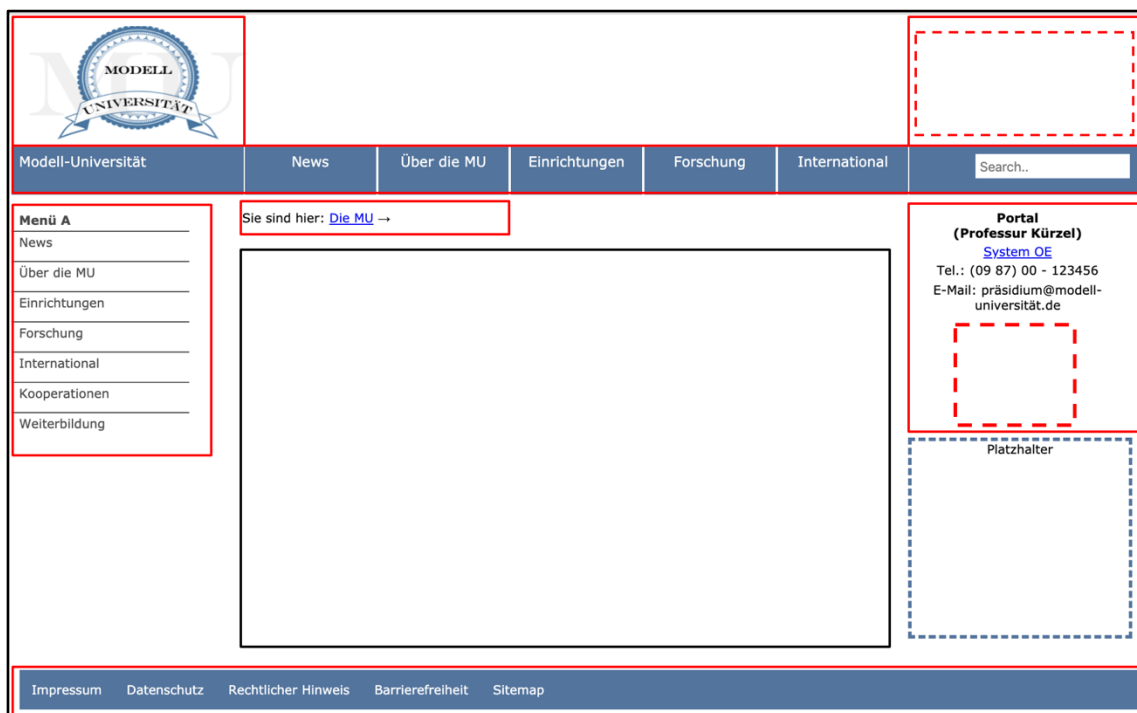 MU
MODELL
UNIVERSITÄT
Modell-Universität News Über die MU Einrichtungen Forschung International Search..
Menü A
News
Über die MU
Einrichtungen
Forschung
International
Kooperationen
Weiterbildung
Sie sind hier: Die MU →
Portal
(Professur Kürzel)
System OE
Tel.: (09 87) 00 - 123456
E-Mail: präsidium@modell-
universität.de
Platzhalter
Impressum Datenschutz Rechtlicher Hinweis Barrierefreiheit Sitemap